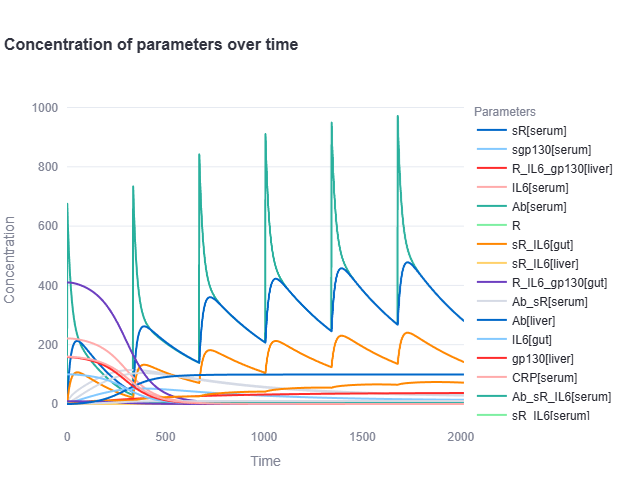 Concentration of parameters over time
Concentration
1000
800
600
400
200
0
0
500
1000
1500
2000
Time
Parameters
sR[serum]
sgp130[serum]
R_IL6_gp130[liver]
IL6[serum]
Ab[serum]
R
sR_IL6[gut]
sR_IL6[liver]
R_IL6_gp130[gut]
Ab_sR[serum]
Ab[liver]
IL6[gut]
gp130[liver]
CRP[serum]
Ab_sR_IL6[serum]
sR_IL6[serum]